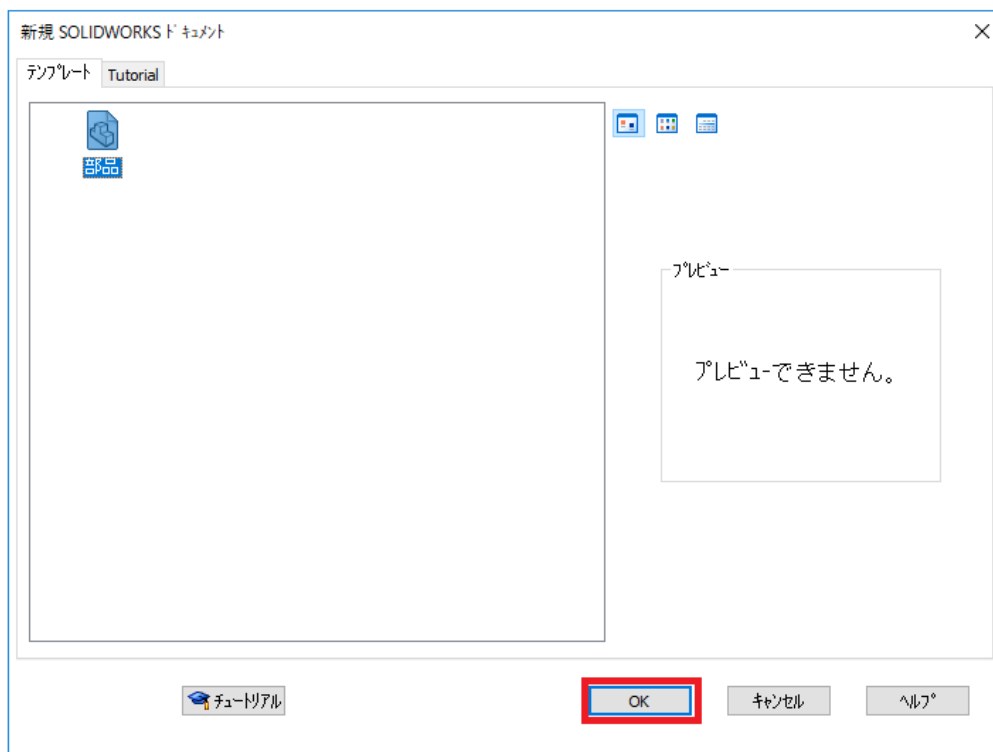 新規 SOLIDWORKS ﾄﾞｷｭﾒﾝﾄ
ﾃﾝﾌﾟﾚｰﾄ
Tutorial
部品
ﾌﾟﾚﾋﾞｭｰ
ﾌﾟﾚﾋﾞｭｰできません。
ﾁｭｰﾄﾘｱﾙ
OK
ｷｬﾝｾﾙ
ﾍﾙﾌﾟ